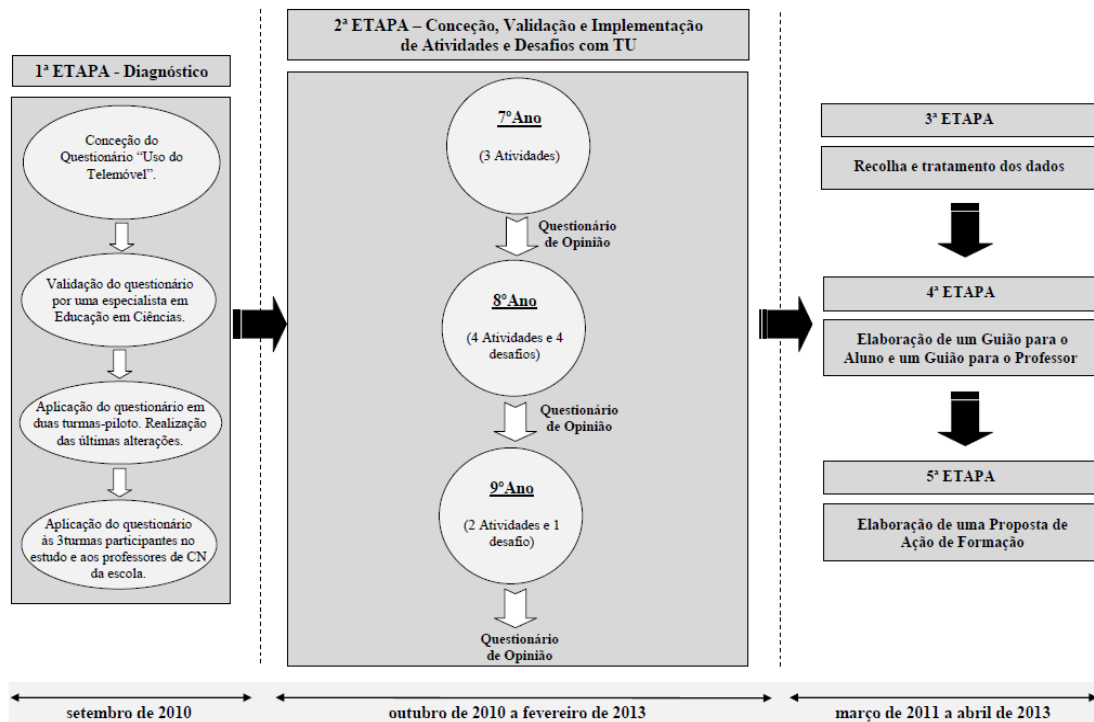 1ª ETAPA - Diagnóstico
Conceção do
Questionário “Uso do
Telemóvel”.
Validação do questionário
por uma especialista em
Educação em Ciências.
Aplicação do questionário em
duas turmas-piloto. Realização
das últimas alterações.
Aplicação do questionário
às 3turmas participantes no
estudo e aos professores de CN
da escola.
2ª ETAPA – Conceção, Validação e Implementação
de Atividades e Desafios com TU
7ºAno
(3 Atividades)
Questionário
de Opinião
8ºAno
(4 Atividades e 4
desafios)
Questionário
de Opinião
9ºAno
(2 Atividades e 1
desafio)
Questionário
de Opinião
3ª ETAPA
Recolha e tratamento dos dados
4ª ETAPA
Elaboração de um Guião para o
Aluno e um Guião para o Professor
5ª ETAPA
Elaboração de uma Proposta de
Ação de Formação
setembro de 2010
outubro de 2010 a fevereiro de 2013
março de 2011 a abril de 2013